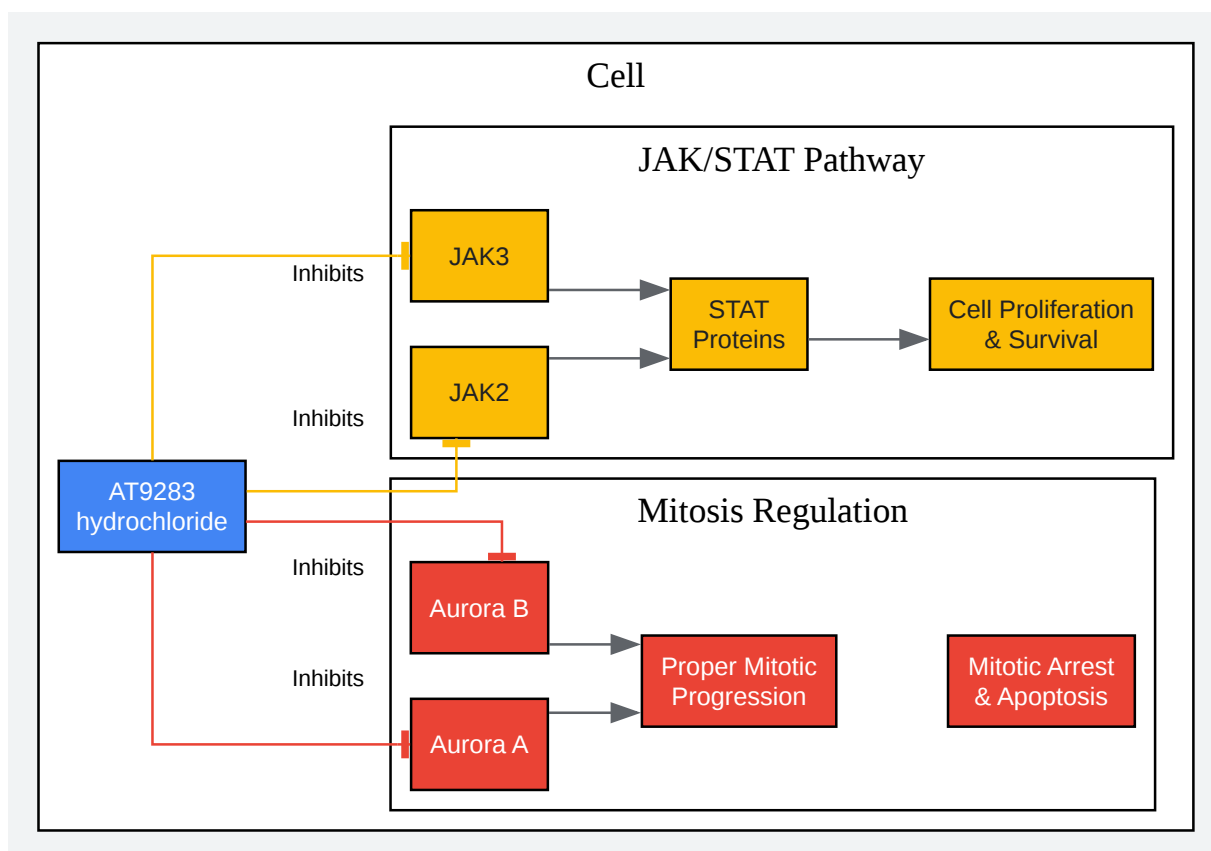 Cell
JAK/STAT Pathway
JAK3
Inhibits
STAT
Proteins
Cell Proliferation
& Survival
JAK2
Inhibits
AT9283
hydrochloride
Mitosis Regulation
Inhibits
Aurora B
Proper Mitotic
Progression
Mitotic Arrest
& Apoptosis
Inhibits
Aurora A